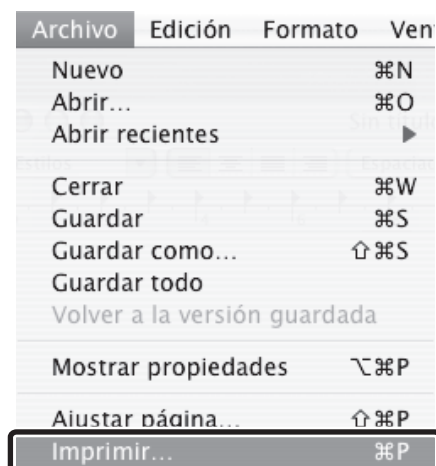 Archivo Edición Formato
Nuevo ⌘N
Abrir... ⌘O
Abrir recientes ▶
Cerrar ⌘W
Guardar ⌘S
Guardar como... ⇧⌘S
Guardar todo
Volver a la versión guardada
Mostrar propiedades ⌥⌘P
Ajustar página... ⇧⌘P
Imprimir... ⌘P